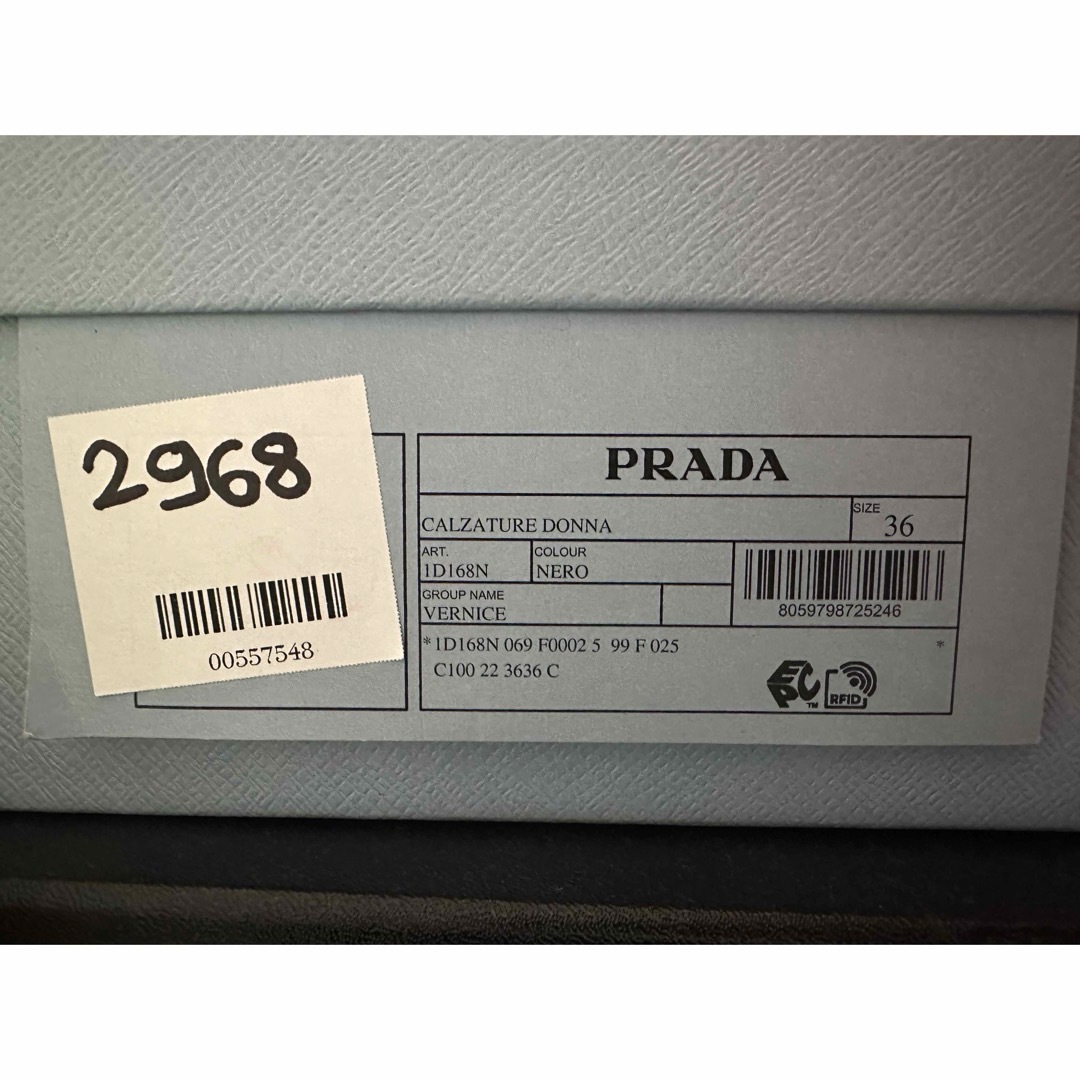 2968
00557548
PRADA
CALZATURE DONNA
SIZE
36
ART.
1D168N
COLOUR
NERO
GROUP NAME
VERNICE
8059798725246
*1D168N 069 F0002 5 99 F 025 *
C100 22 3636 C
EPC TM
RFID